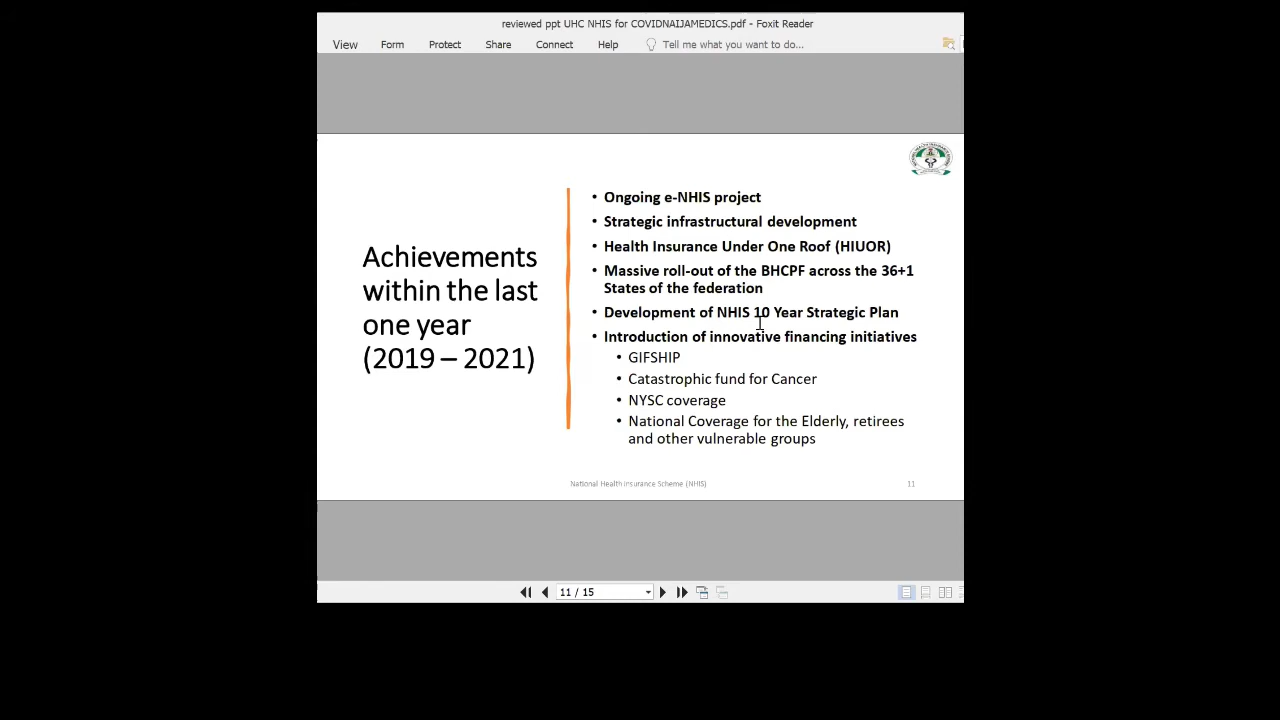 reviewed ppt UHC NHIS for COVIDNAIJAMEDICS.pdf - Foxit Reader
View Form Protect Share Connect Help Tell me what you want to do...
Achievements
within the last
one year
(2019 – 2021)
• Ongoing e-NHIS project
• Strategic infrastructural development
• Health Insurance Under One Roof (HIUOR)
• Massive roll-out of the BHCPF across the 36+1
States of the federation
• Development of NHIS 10 Year Strategic Plan
• Introduction of innovative financing initiatives
• GIFSHIP
• Catastrophic fund for Cancer
• NYSC coverage
• National Coverage for the Elderly, retirees
and other vulnerable groups
National Health Insurance Scheme (NHIS)
11
11 / 15